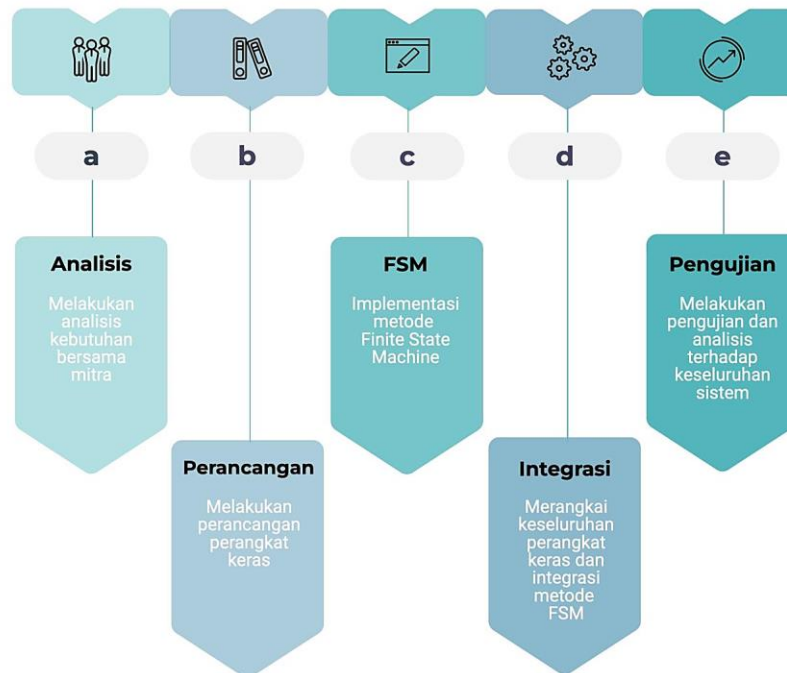 a
b
c
d
e
Analisis
Melakukan
analisis
kebutuhan
bersama
mitra
Perancangan
Melakukan
perancangan
perangkat
keras
FSM
Implementasi
metode
Finite State
Machine
Integrasi
Merangkai
keseluruhan
perangkat
keras dan
integrasi
metode
FSM
Pengujian
Melakukan
pengujian dan
analisis
terhadap
keseluruhan
sistem